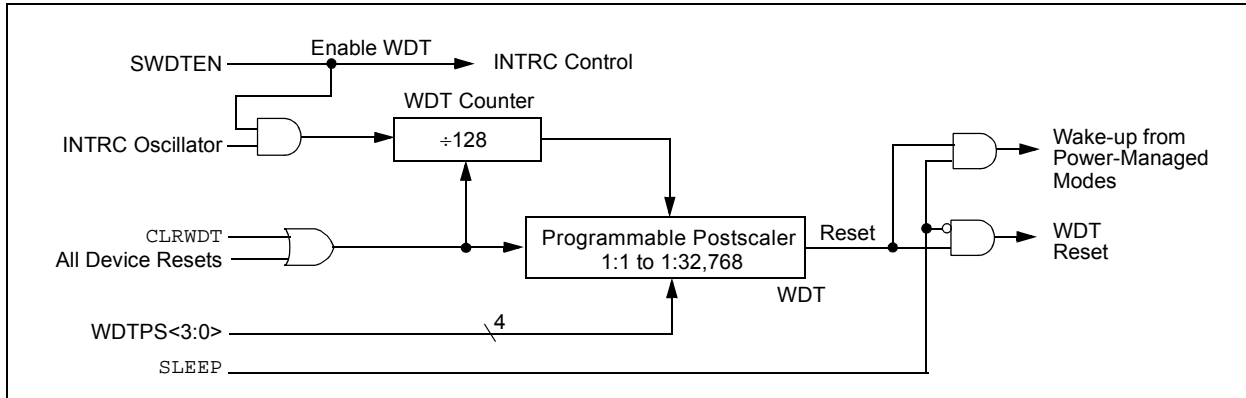 Enable WDT
SWDTEN
INTRC Control
WDT Counter
INTRC Oscillator
÷128
Wake-up from
Power-Managed
Modes
CLRWDT
All Device Resets
Programmable Postscaler
1:1 to 1:32,768
Reset
WDT
WDT
Reset
WDTPS<3:0>
4
SLEEP